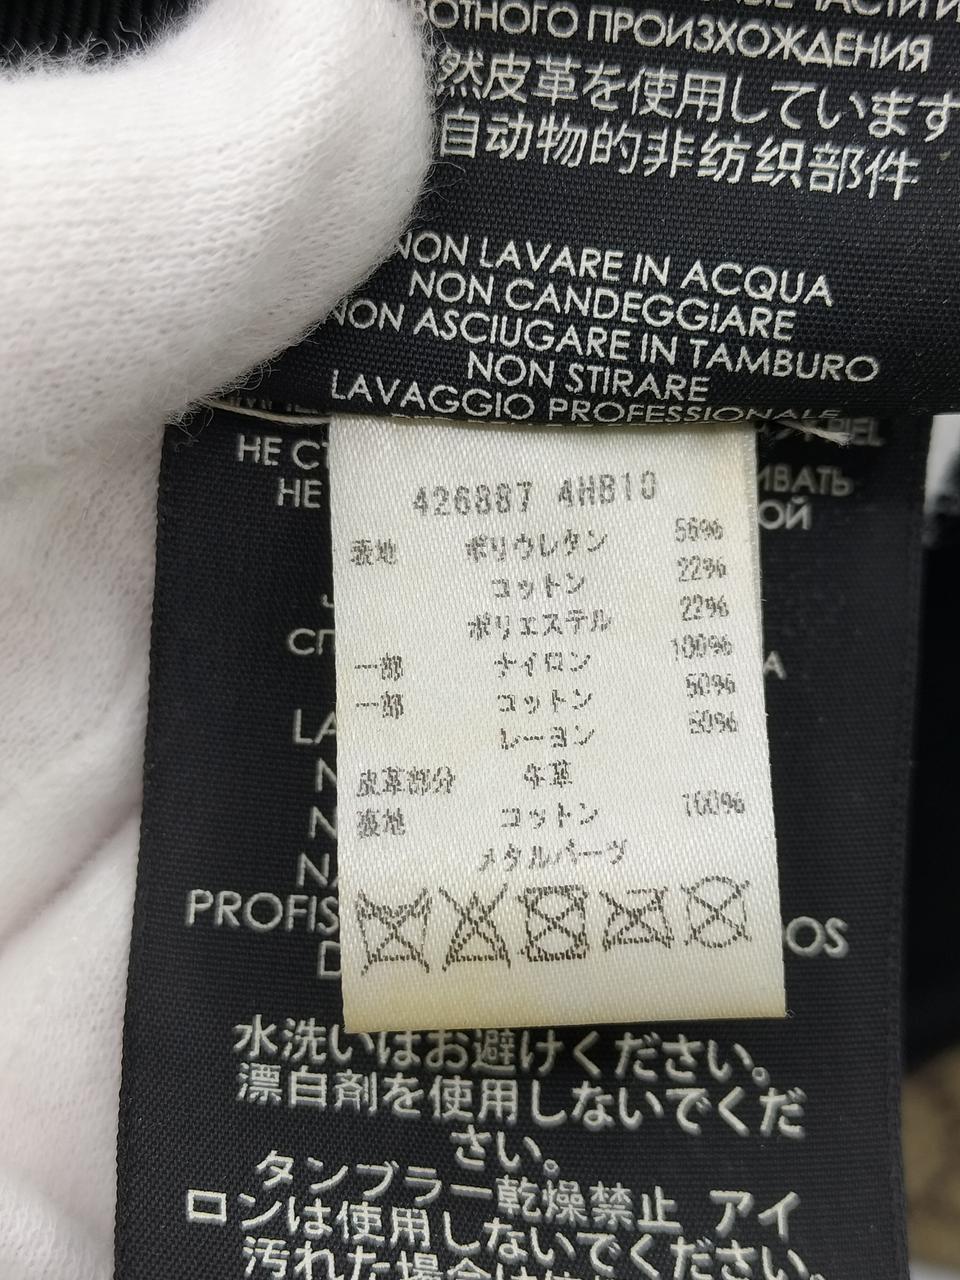 ВОТНОГО ПРОИЗХОЖДЕНИЯ
然皮革を使用しています
自动物的非纺织部件
NON LAVARE IN ACQUA
NON CANDEGGIARE
NON ASCIUGARE IN TAMBURO
NON STIRARE
LAVAGGIO PROFESSIONALE
НЕ
НЕ
426887 4HB10
表地 ポリウレタン 56%
コットン 22%
ポリエステル 22%
一部 ナイロン 100%
一部 コットン 50%
レーヨン 50%
皮革部分 牛革
表地 コットン 100%
メタルパーツ
PROFIS OS
水洗いはお避けください。
漂白剤を使用しないでくだ
さい。
タンブラー乾燥禁止 アイ
ロンは使用しないでください。
汚れた場合は